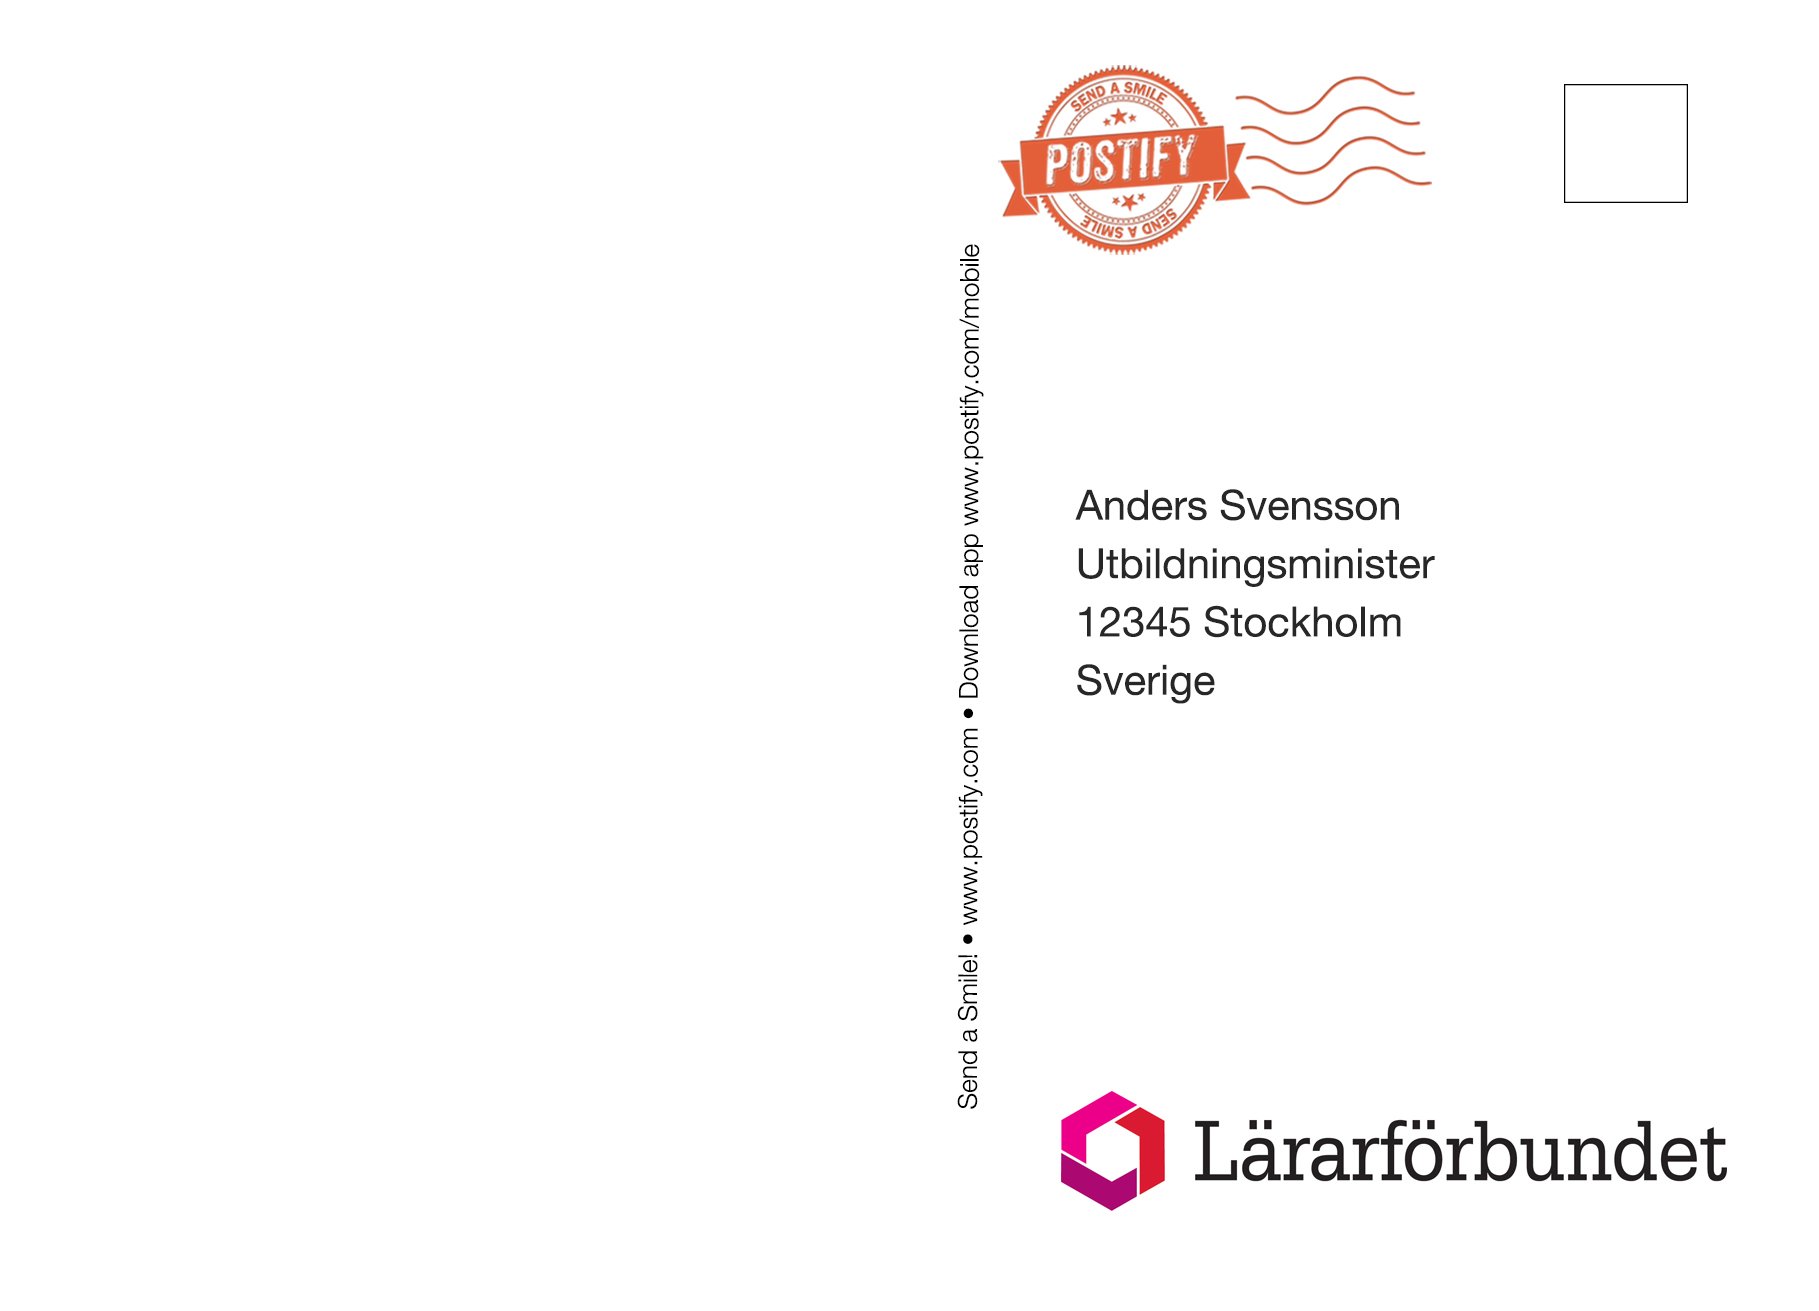 SEND A SMILE
POSTIFY
SEND A SMILE
Send a Smile! • www.postify.com • Download app www.postify.com/mobile
Anders Svensson
Utbildningsminister
12345 Stockholm
Sverige
Lärarförbundet